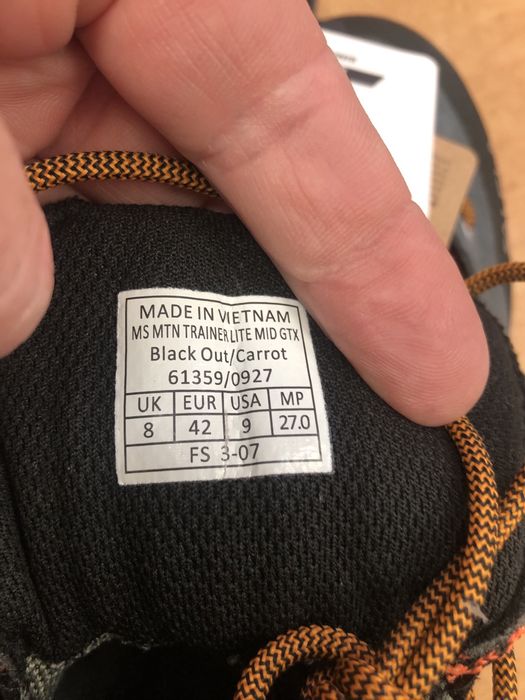 MADE IN VIETNAM
MS MTN TRAINER LITE MID GTX
Black Out/Carrot
61359/0927
UK EUR USA MP
8 42 9 27.0
FS 3-07